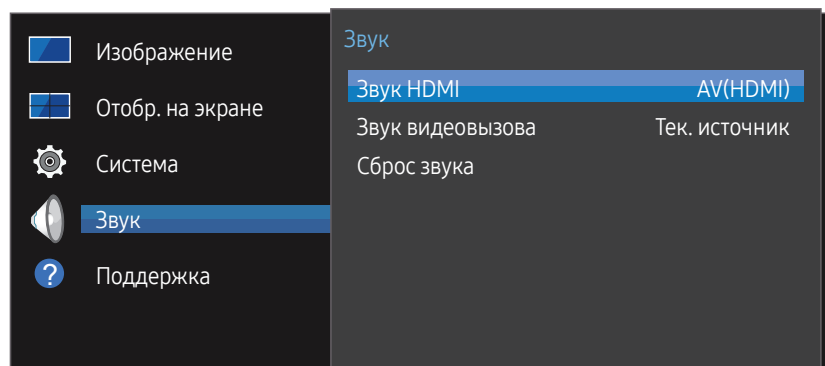 Изображение
Отобр. на экране
Система
Звук
? Поддержка
Звук
Звук HDMI AV(HDMI)
Звук видеовызова Тек. источник
Сброс звука